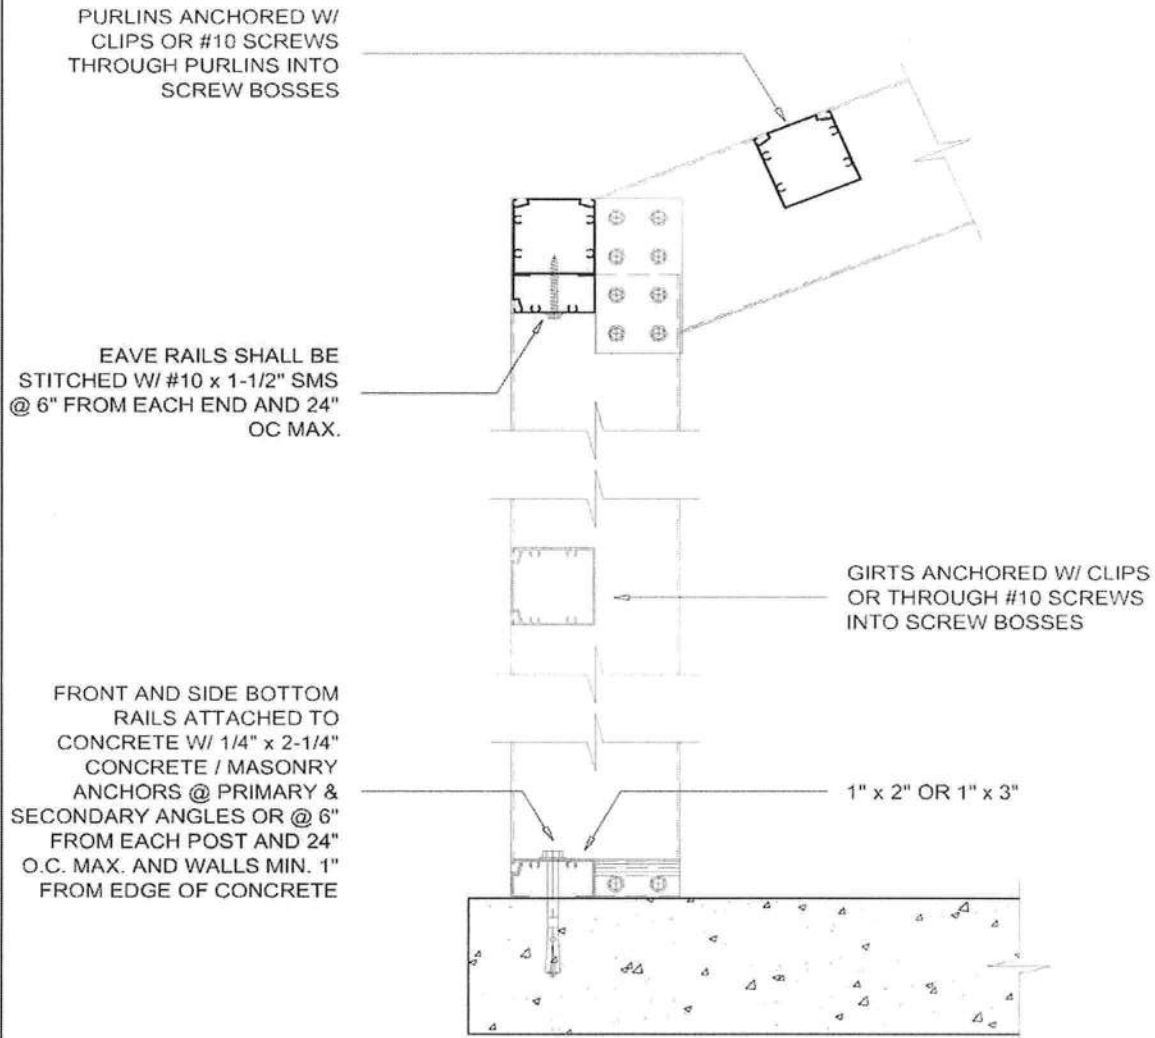 PURLINS ANCHORED W/
CLIPS OR #10 SCREWS
THROUGH PURLINS INTO
SCREW BOSSES
EAVE RAILS SHALL BE
STITCHED W/ #10 x 1-1/2" SMS
@ 6" FROM EACH END AND 24"
OC MAX.
GIRTS ANCHORED W/ CLIPS
OR THROUGH #10 SCREWS
INTO SCREW BOSSES
FRONT AND SIDE BOTTOM
RAILS ATTACHED TO
CONCRETE W/ 1/4" x 2-1/4"
CONCRETE / MASONRY
ANCHORS @ PRIMARY &
SECONDARY ANGLES OR @ 6"
FROM EACH POST AND 24"
O.C. MAX. AND WALLS MIN. 1"
FROM EDGE OF CONCRETE
1" x 2" OR 1" x 3"